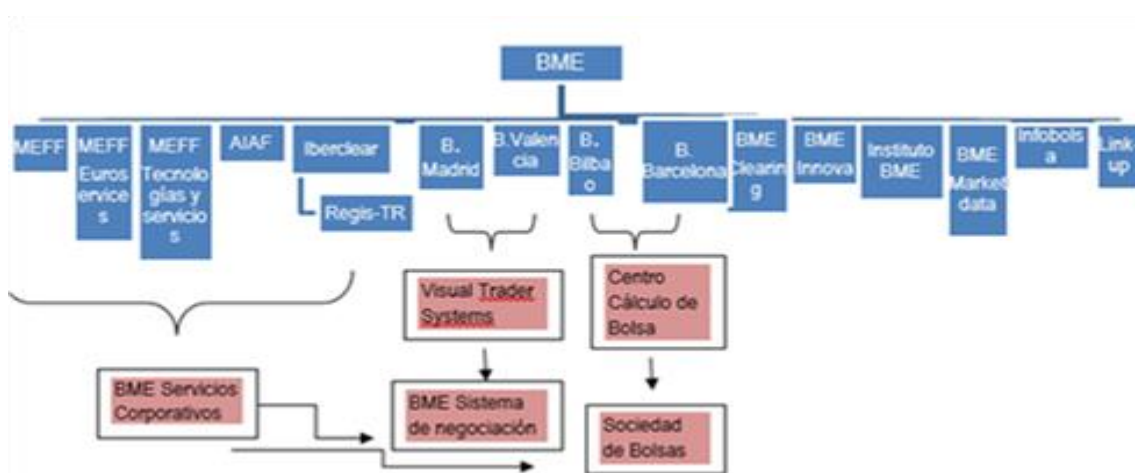 BME
MEFF
MEFF
Euros
ervice
s
MEFF
Tecnolo
gías y
servicio
s
AIAF
Iberclear
B.
Madrid
B.Valen
cia
B.
Bilba
o
B.
Barcelona
BME
Clearin
g
BME
Innova
Instituto
BME
BME
Market
data
Infobols
a
Link
up
Regis-TR
Visual Trader
Systems
Centro
Cálculo de
Bolsa
BME Servicios
Corporativos
BME Sistema
de negociación
Sociedad
de Bolsas